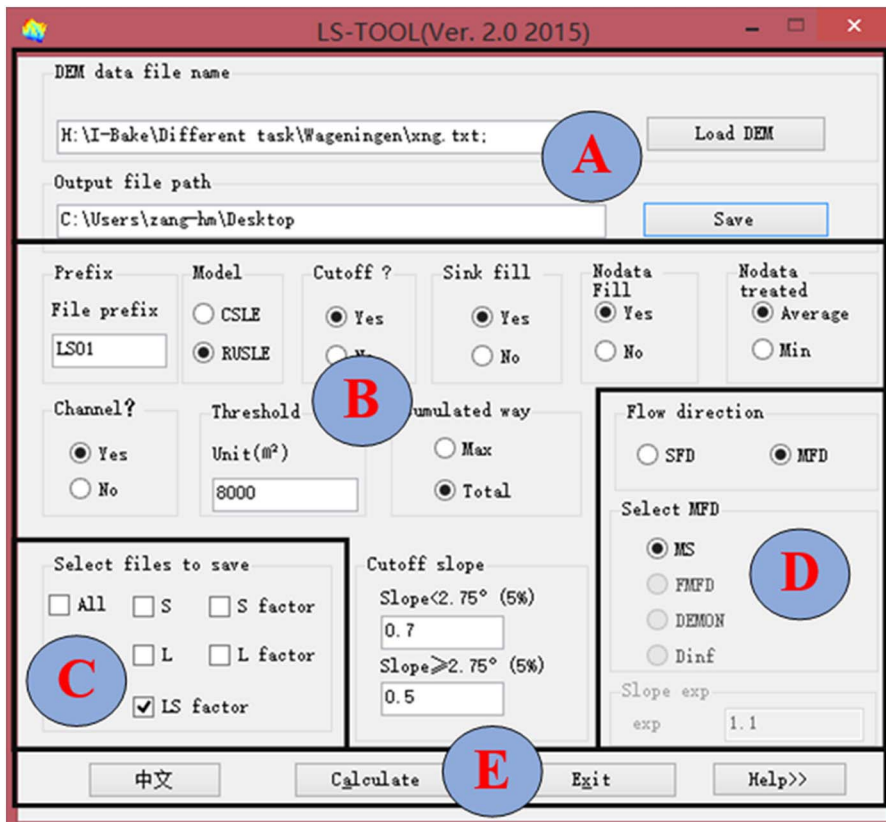 LS-TOOL(Ver. 2.0 2015)
DEM data file name
H:\I-Bake\Different task\Wageningen\xng.txt;
Load DEM
A
Output file path
C:\Users\zang-hm\Desktop
Save
Prefix
File prefix
LS01
Model
CSLE
RUSLE
Cutoff ?
Yes
Sink fill
Yes
No
Nodata
Fill
Yes
No
Nodata
treated
Average
Min
B
Channel?
Yes
No
Threshold
Unit(m²)
8000
way
Max
Total
Flow direction
SFD
MFD
Select MFD
MS
FMFD
DEMON
Dinf
D
Slope exp
exp
1.1
Select files to save
All
S
S factor
L
L factor
LS factor
C
Cutoff slope
Slope<2.75° (5%)
0.7
Slope≥2.75° (5%)
0.5
中文
Calculate
E
Exit
Help>>